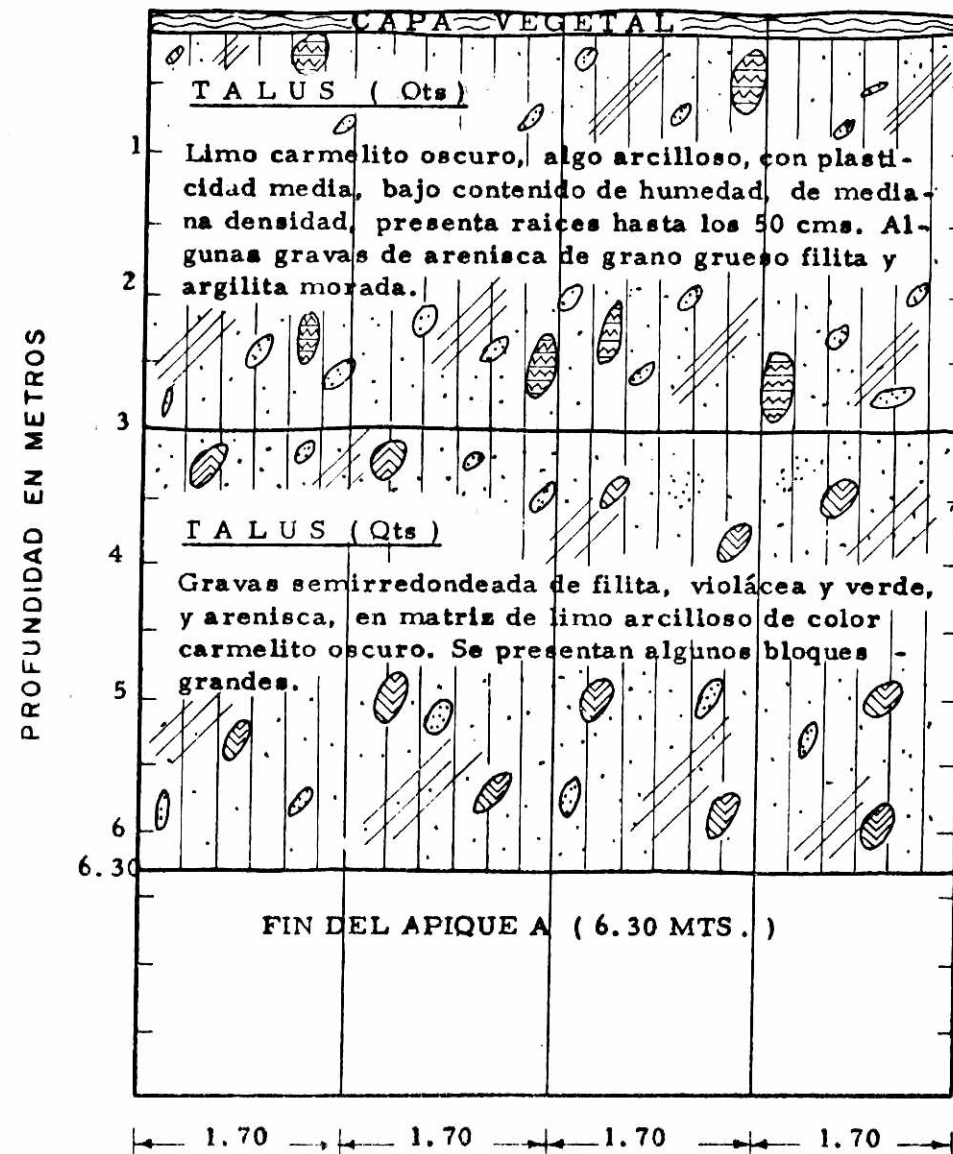 CAPA VEGETAL
TALUS (Qts)
Limo carmelito oscuro, algo arcilloso, con plasti-
cidad media, bajo contenido de humedad, de media-
na densidad, presenta raices hasta los 50 cms. Al-
gunas gravas de arenisca de grano grueso filita y
argilita morada.
TALUS (Qts)
Gravas semirredondeada de filita, violácea y verde,
y arenisca, en matriz de limo arcilloso de color
carmelito oscuro. Se presentan algunos bloques -
grandes.
FIN DEL APIQUE A (6.30 MTS.)
PROFUNDIDAD EN METROS
1
2
3
4
5
6
6.30
1.70 1.70 1.70 1.70